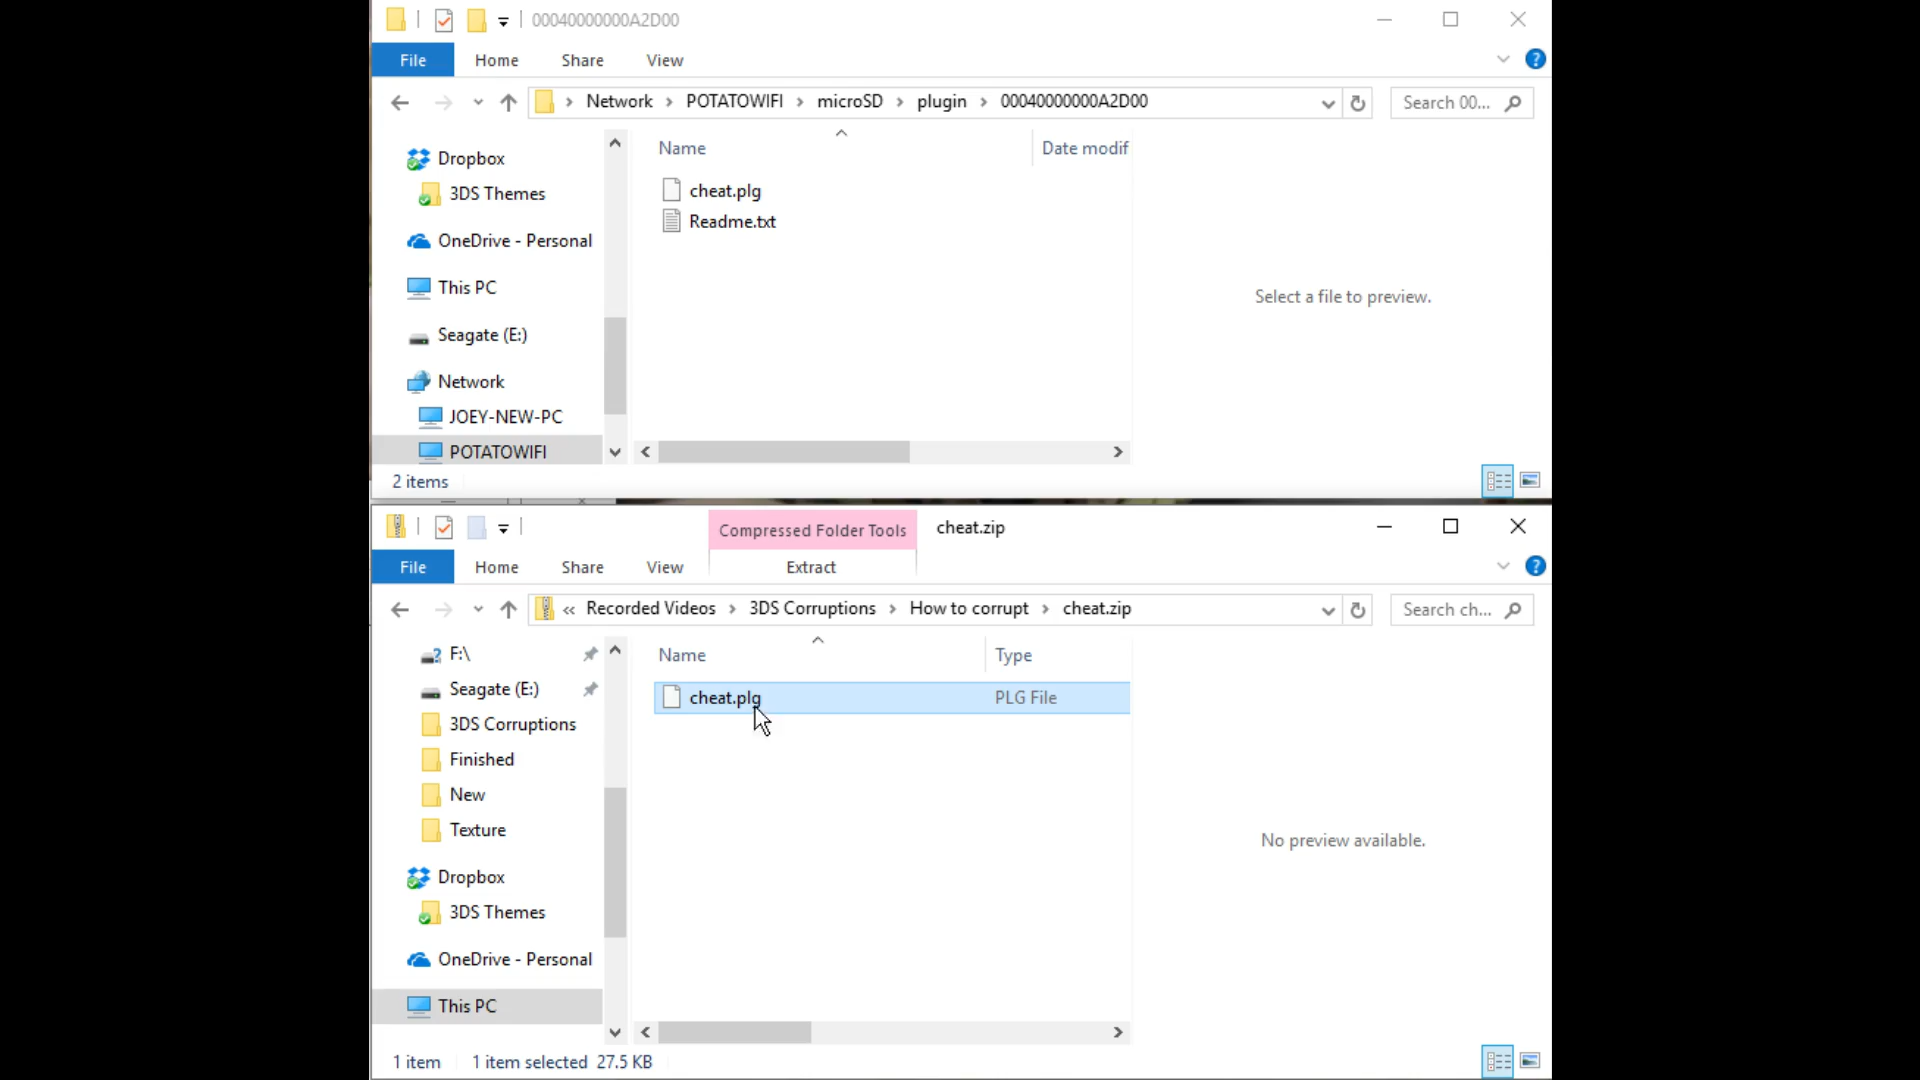 00040000000A2D00
File Home Share View
Network POTATOWIFI microSD plugin 00040000000A2D00 Search 00...
Name Date modif
Dropbox
3DS Themes
OneDrive - Personal
This PC
Seagate (E:)
Network
JOEY-NEW-PC
POTATOWIFI
cheat.plg
Readme.txt
Select a file to preview.
2 items
Compressed Folder Tools cheat.zip
File Home Share View Extract
« Recorded Videos 3DS Corruptions How to corrupt cheat.zip Search ch...
Name Type
F:\
Seagate (E:)
3DS Corruptions
Finished
New
Texture
Dropbox
3DS Themes
OneDrive - Personal
This PC
cheat.plg PLG File
No preview available.
1 item 1 item selected 27.5 KB